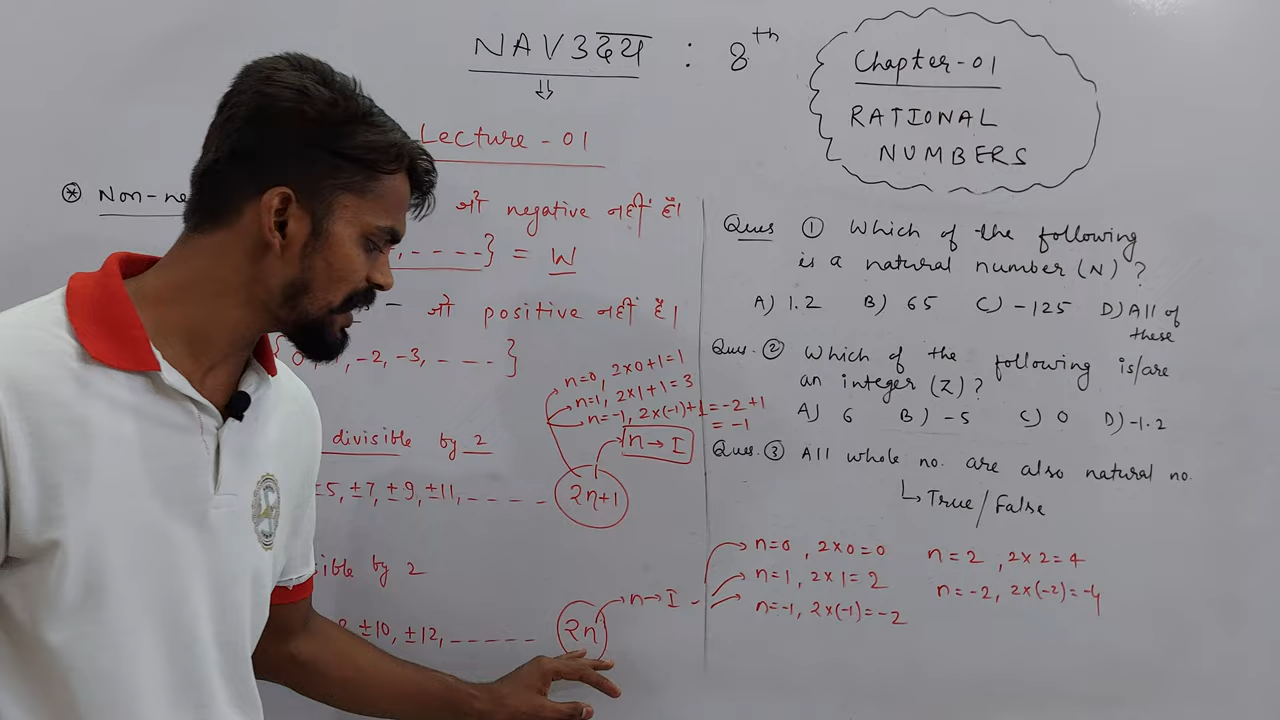 NAVउदय : 8th
Chapter-01
RATIONAL
NUMBERS
Lecture - 01
⊛ Non-ne
जो negative नहीं है।
, - - - - -} = W
- जो positive नहीं है।
-2, -3, - - - - }
n=0, 2×0+1=1
n=1, 2×1+1=3
n=-1, 2×(-1)+1=-2+1
=-1
n→I
divisible by 2
=5, ±7, ±9, ±11, - - - - - 2n+1
ible by 2
±10, ±12, - - - - - - 2n
n→I
Ques ① Which of the following
is a natural number (N) ?
A) 1.2 B) 65 C) -125 D) All of
these
Ques. ② Which of the following is/are
an integer (Z) ?
A) 6 B) -5 C) 0 D) -1.2
Ques. ③ All whole no. are also natural no.
↳ True/False
n=0, 2×0=0 n=2, 2×2=4
n=1, 2×1=2 n=-2, 2×(-2)=-4
n=-1, 2×(-1)=-2